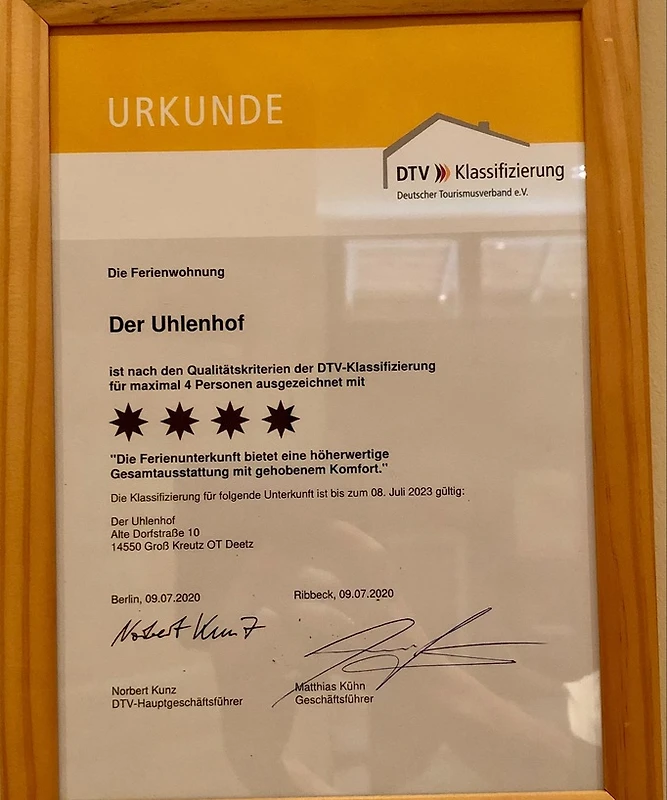 URKUNDE
DTV Klassifizierung
Deutscher Tourismusverband e.V.
Die Ferienwohnung
Der Uhlenhof
ist nach den Qualitätskriterien der DTV-Klassifizierung
für maximal 4 Personen ausgezeichnet mit
"Die Ferienunterkunft bietet eine höherwertige
Gesamtausstattung mit gehobenem Komfort."
Die Klassifizierung für folgende Unterkunft ist bis zum 08. Juli 2023 gültig:
Der Uhlenhof
Alte Dorfstraße 10
14550 Groß Kreutz OT Deetz
Berlin, 09.07.2020
Ribbeck, 09.07.2020
Norbert Kunz
Norbert Kunz
DTV-Hauptgeschäftsführer
Matthias Kühn
Geschäftsführer